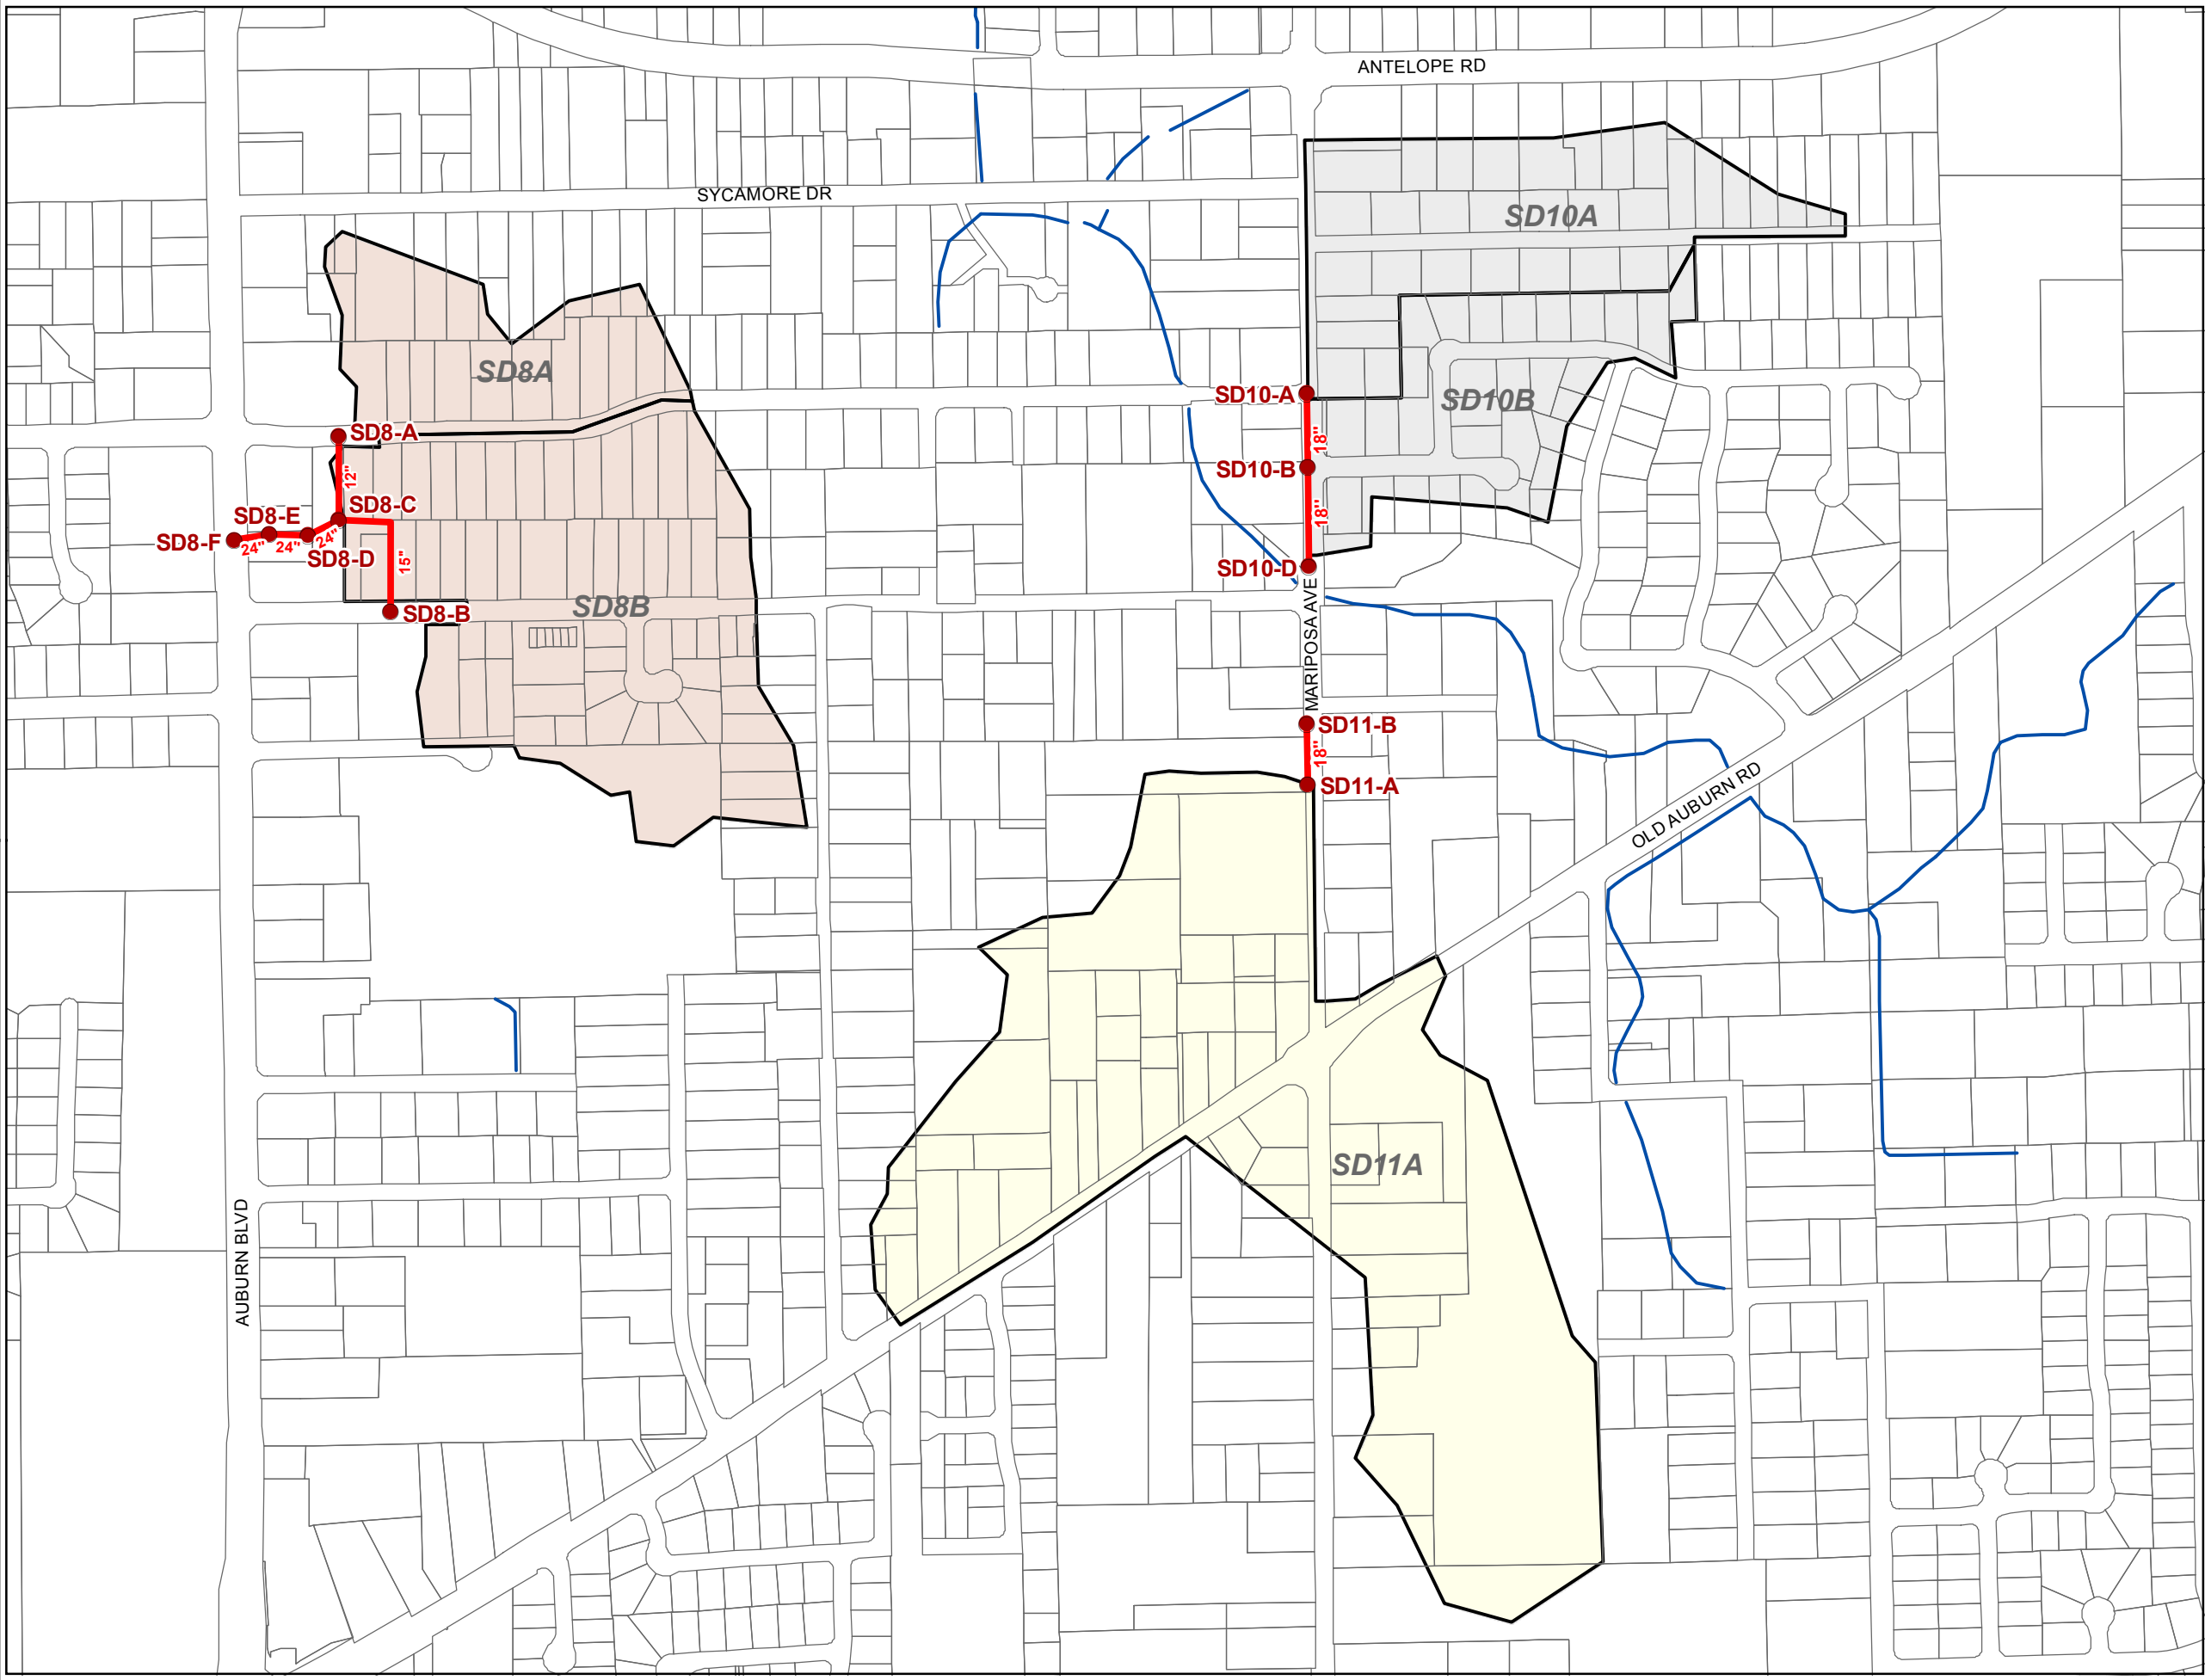 ANTELOPE RD
SYCAMORE DR
SD10A
SD8A
SD10-A
SD10B
SD8-A
18"
SD10-B
12"
SD8-C
SD8-E
18"
SD8-F
24"
24"
24"
SD8-D
15"
SD10-D
SD8B
SD8-B
MARIPOSA AVE
SD11-B
18"
SD11-A
OLD AUBURN RD
SD11A
AUBURN BLVD